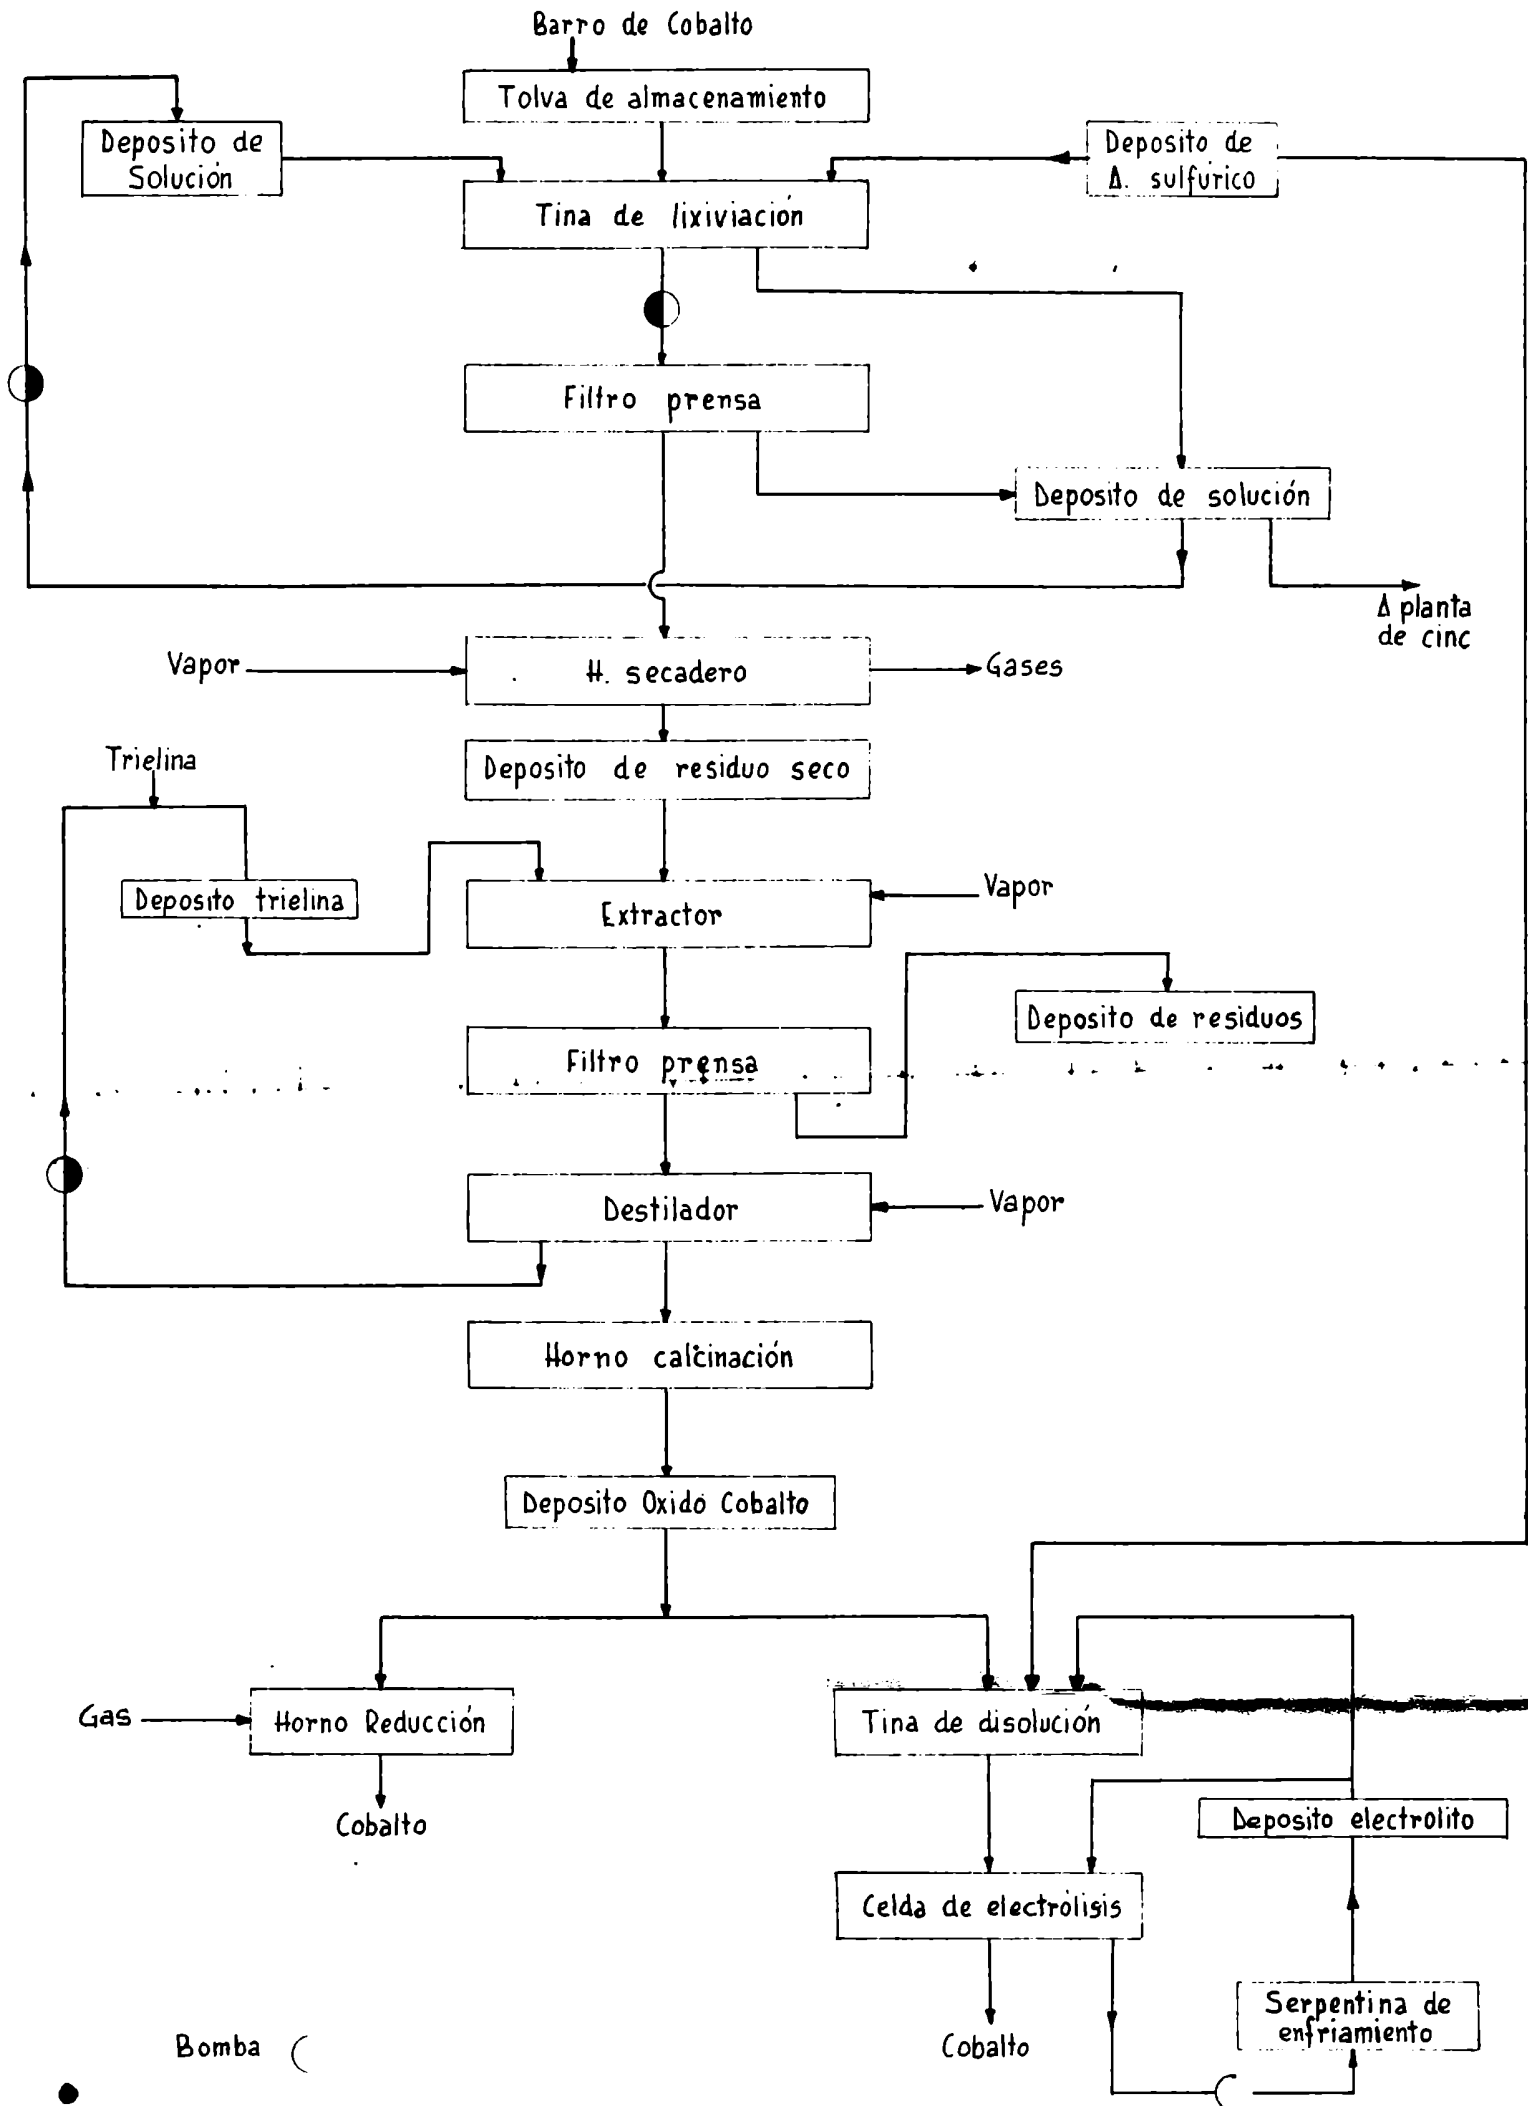 Barro de Cobalto
Tolva de almacenamiento
Deposito de
Solución
Deposito de
A. sulfúrico
Tina de lixiviación
Filtro prensa
Deposito de solución
A planta
de cinc
Vapor
H. secadero
Gases
Trielina
Deposito de residuo seco
Deposito trielina
Extractor
Vapor
Deposito de residuos
Filtro prensa
Destilador
Vapor
Horno calcinación
Deposito Oxido Cobalto
Gas
Horno Reducción
Tina de disolución
Cobalto
Deposito electrolito
Celda de electrólisis
Serpentina de
enfriamiento
Bomba
Cobalto